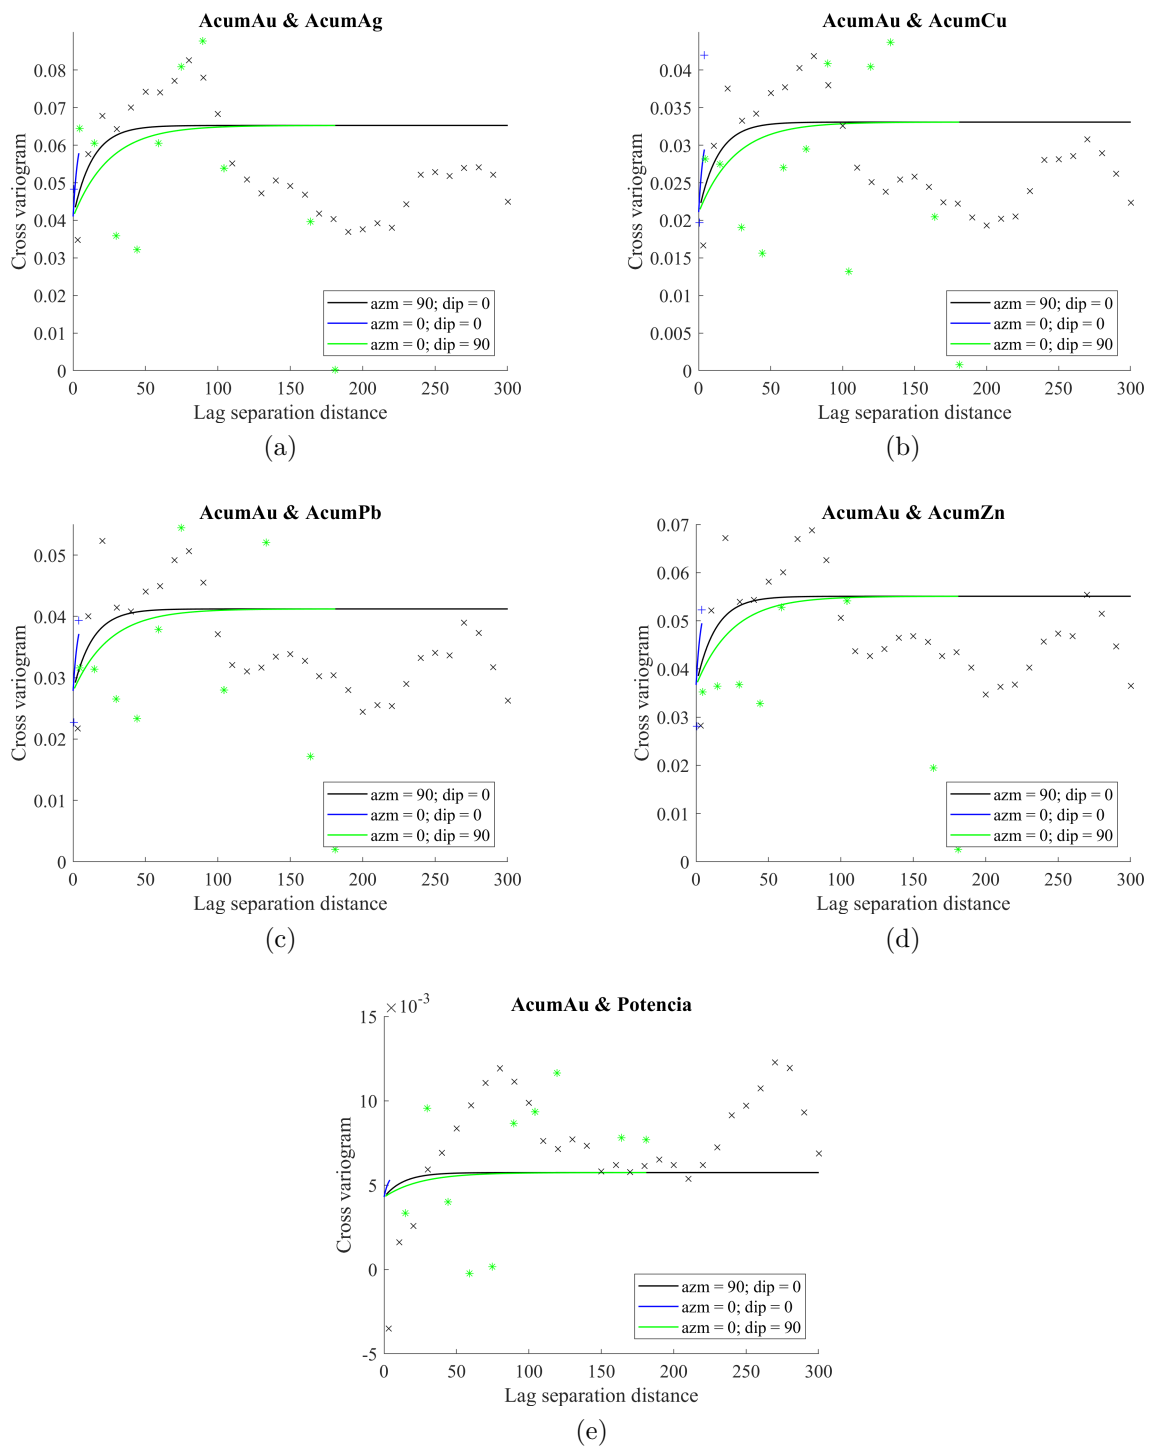 AcumAu & AcumAg
Cross variogram
0.08
0.07
0.06
0.05
0.04
0.03
0.02
0.01
0
0 50 100 150 200 250 300
azm = 90; dip = 0
azm = 0; dip = 0
azm = 0; dip = 90
Lag separation distance
(a)
AcumAu & AcumCu
Cross variogram
0.04
0.035
0.03
0.025
0.02
0.015
0.01
0.005
0
0 50 100 150 200 250 300
azm = 90; dip = 0
azm = 0; dip = 0
azm = 0; dip = 90
Lag separation distance
(b)
AcumAu & AcumPb
Cross variogram
0.05
0.04
0.03
0.02
0.01
0
0 50 100 150 200 250 300
azm = 90; dip = 0
azm = 0; dip = 0
azm = 0; dip = 90
Lag separation distance
(c)
AcumAu & AcumZn
Cross variogram
0.07
0.06
0.05
0.04
0.03
0.02
0.01
0
0 50 100 150 200 250 300
azm = 90; dip = 0
azm = 0; dip = 0
azm = 0; dip = 90
Lag separation distance
(d)
AcumAu & Potencia
×10⁻³
Cross variogram
15
10
5
0
-5
0 50 100 150 200 250 300
azm = 90; dip = 0
azm = 0; dip = 0
azm = 0; dip = 90
Lag separation distance
(e)